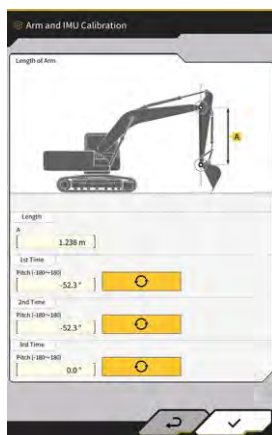 Arm and IMU Calibration
Length of Arm
A
Length
A
1.238 m
1st Time
Pitch (-180~180)
-52.3 °
2nd Time
Pitch (-180~180)
-52.3 °
3rd Time
Pitch (-180~180)
0.0 °